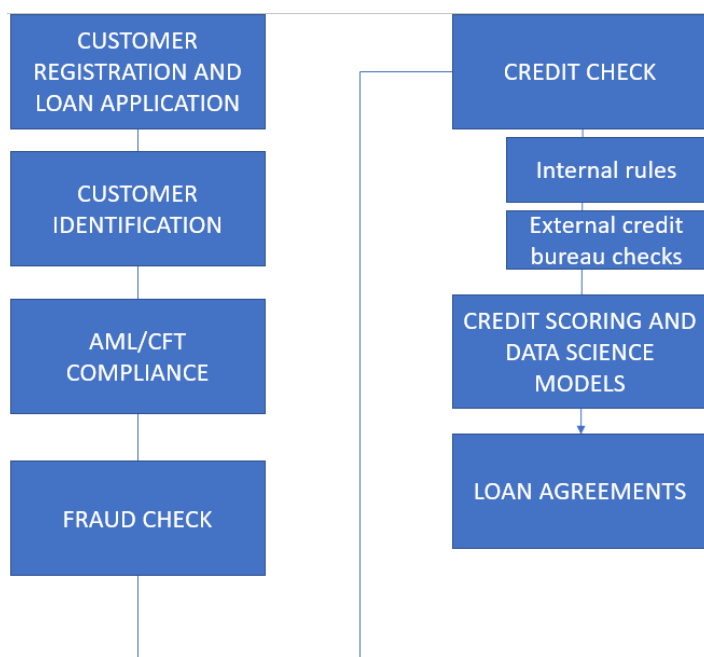 CUSTOMER
REGISTRATION AND
LOAN APPLICATION
CUSTOMER
IDENTIFICATION
AML/CFT
COMPLIANCE
FRAUD CHECK
CREDIT CHECK
Internal rules
External credit
bureau checks
CREDIT SCORING AND
DATA SCIENCE
MODELS
LOAN AGREEMENTS